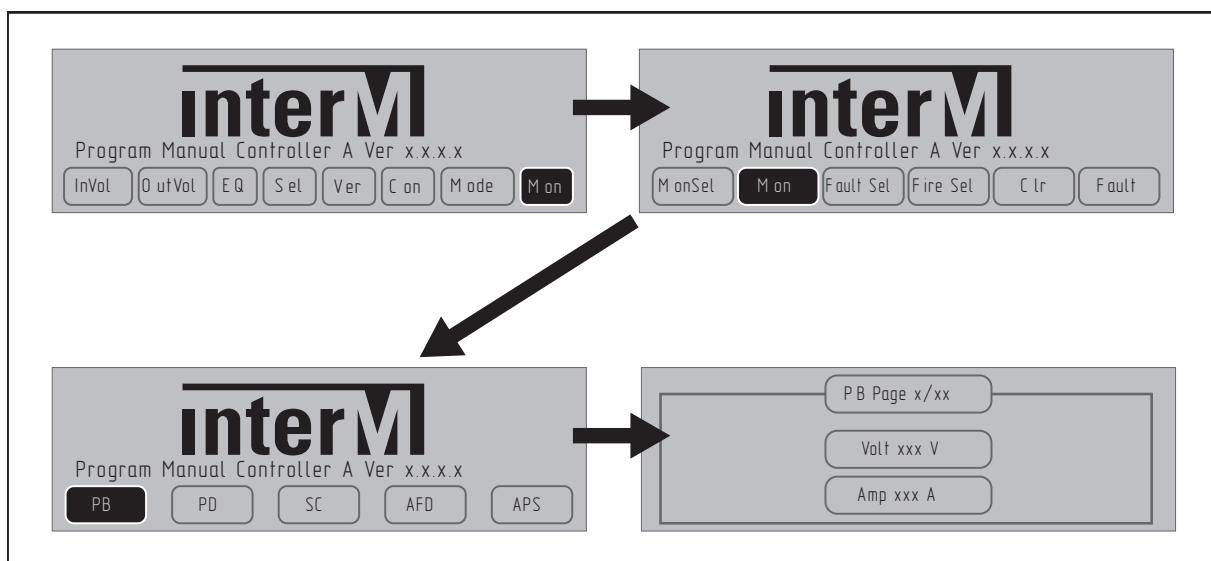 interM
Program Manual Controller A Ver x.x.x.x
InVol OutVol EQ Sel Ver Con Mode Mon
interM
Program Manual Controller A Ver x.x.x.x
MonSel Mon Fault Sel Fire Sel Clr Fault
interM
Program Manual Controller A Ver x.x.x.x
PB PD SC AFD APS
PB Page x/xx
Volt xxx V
Amp xxx A